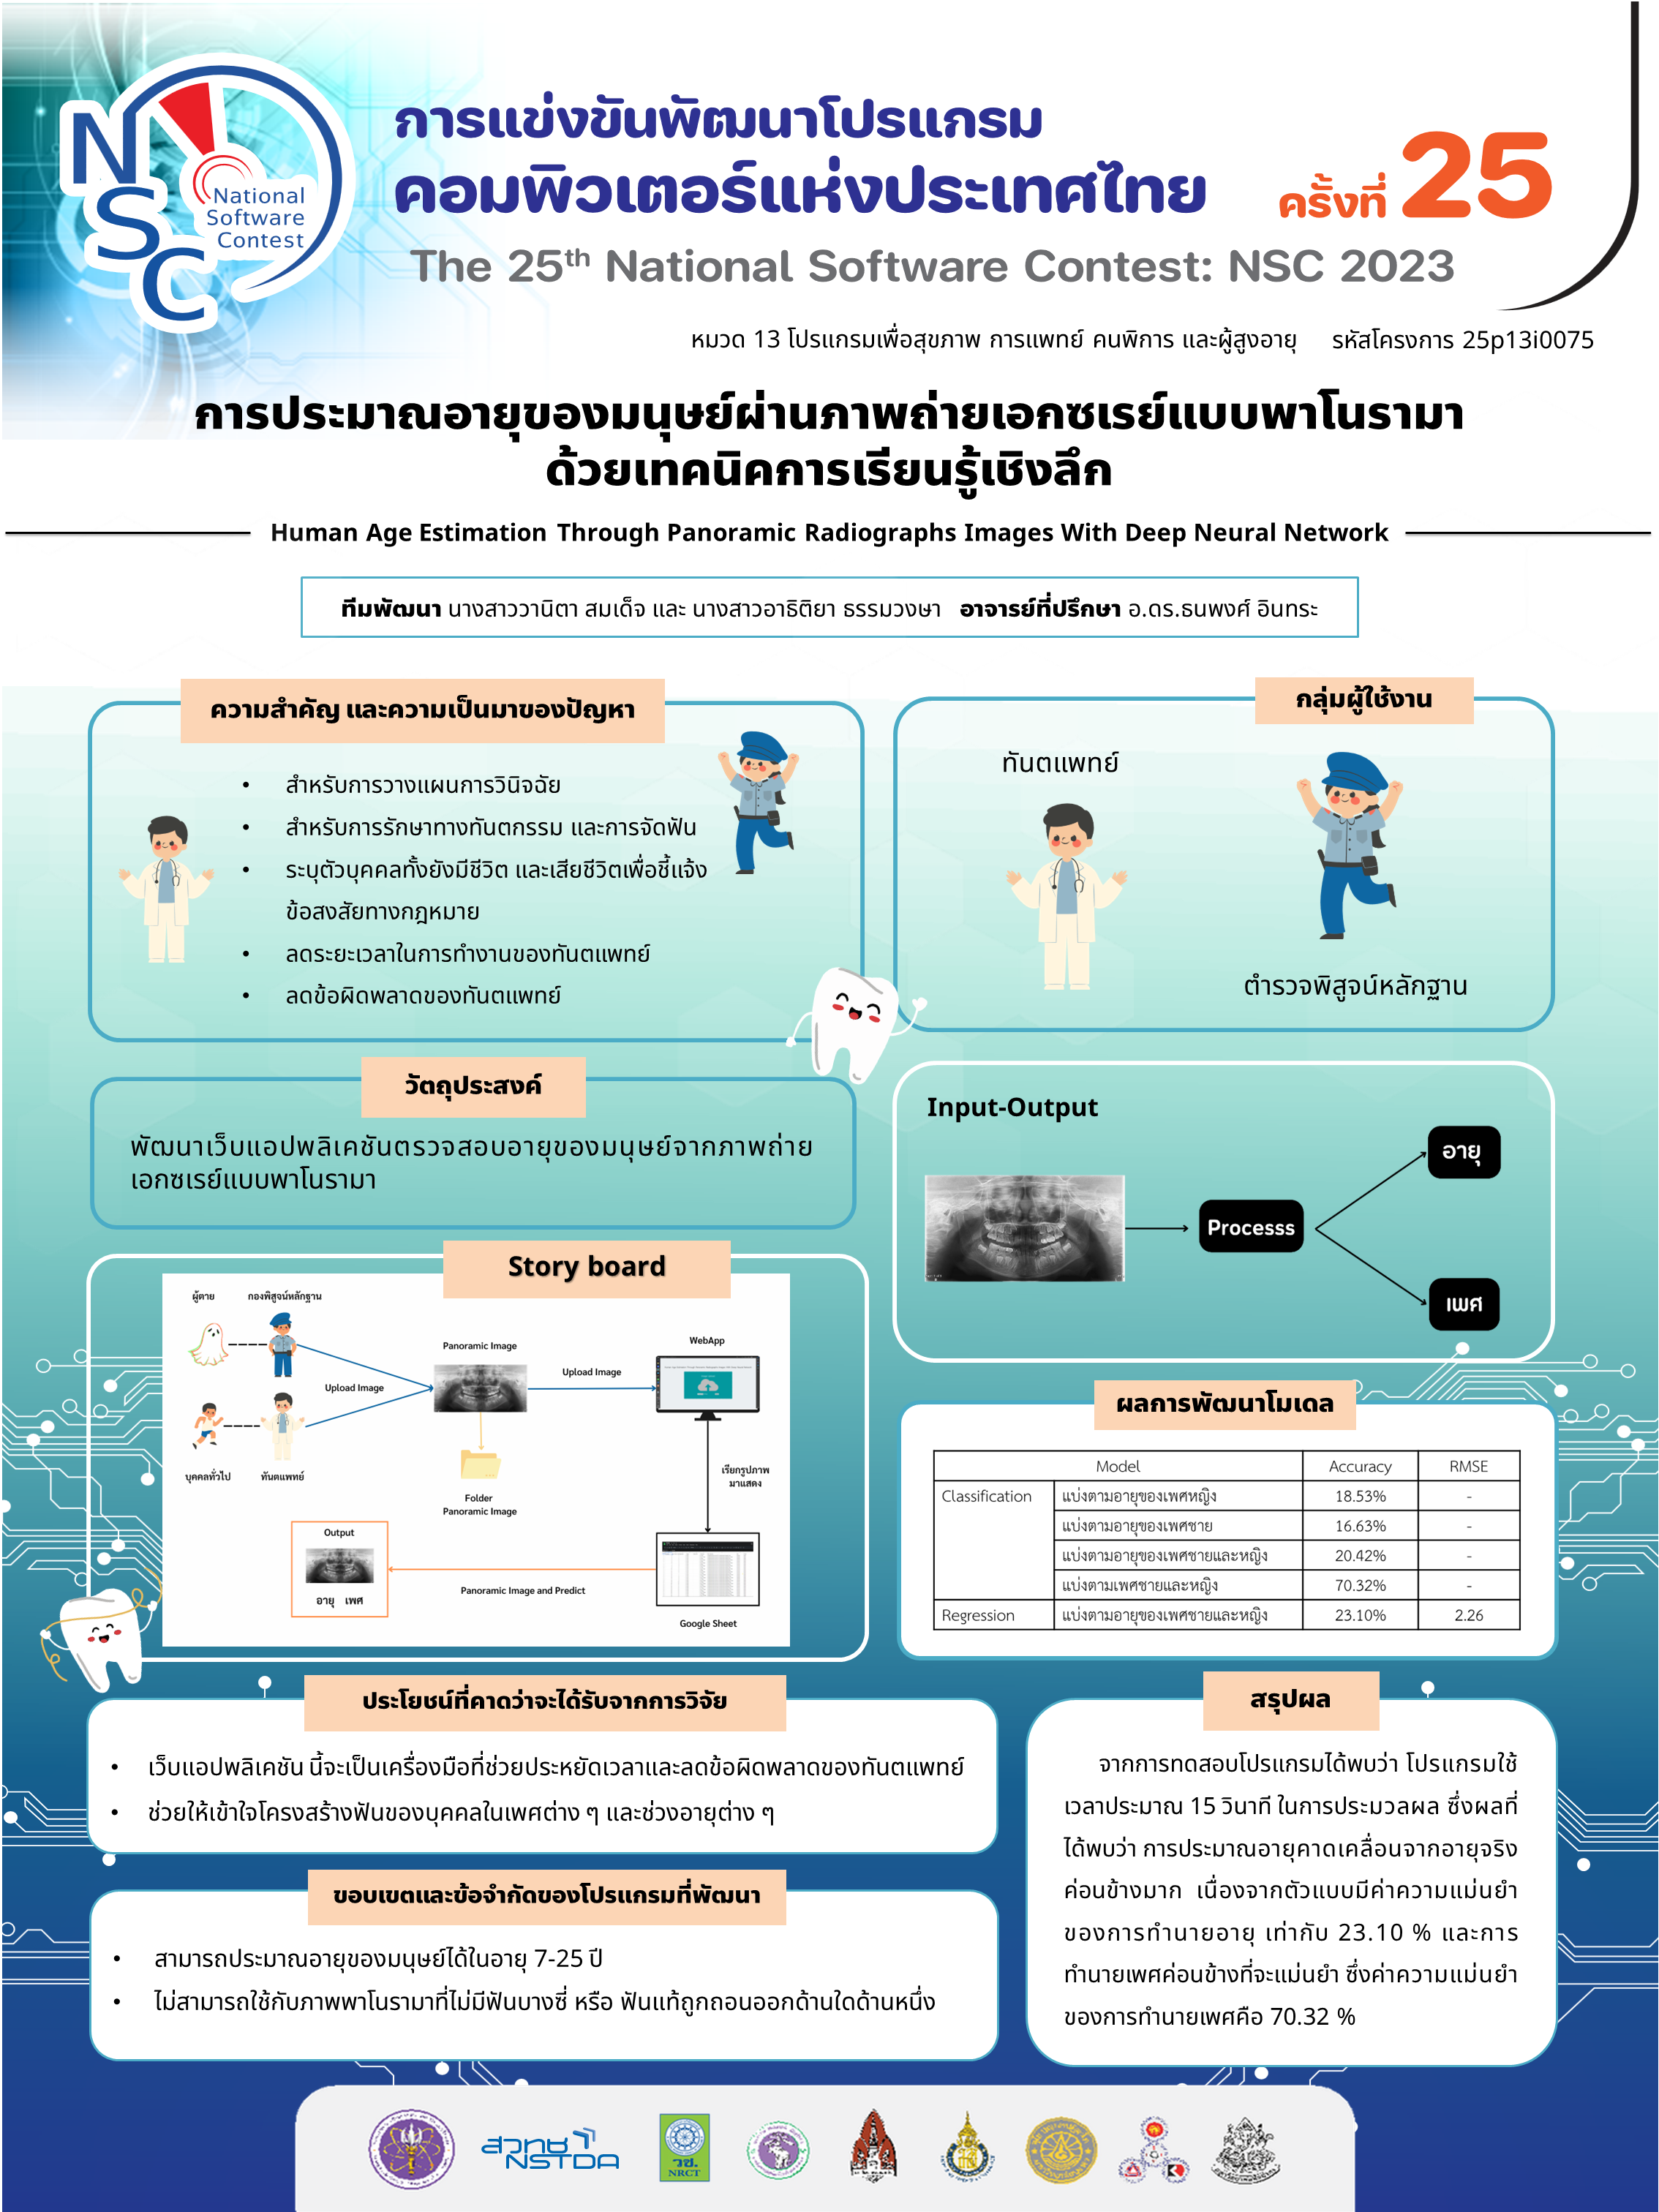 NSC
National
Software
Contest
การแข่งขันพัฒนาโปรแกรม
คอมพิวเตอร์แห่งประเทศไทย ครั้งที่ 25
The 25th National Software Contest: NSC 2023
หมวด 13 โปรแกรมเพื่อสุขภาพ การแพทย์ คนพิการ และผู้สูงอายุ รหัสโครงการ 25p13i0075
การประมาณอายุของมนุษย์ผ่านภาพถ่ายเอกซเรย์แบบพาโนรามา
ด้วยเทคนิคการเรียนรู้เชิงลึก
Human Age Estimation Through Panoramic Radiographs Images With Deep Neural Network
ทีมพัฒนา นางสาววานิตา สมเด็จ และ นางสาวอาธิติยา ธรรมวงษา อาจารย์ที่ปรึกษา อ.ดร.ธนพงศ์ อินทระ
ความสำคัญ และความเป็นมาของปัญหา
• สำหรับการวางแผนการวินิจฉัย
• สำหรับการรักษาทางทันตกรรม และการจัดฟัน
• ระบุตัวบุคคลทั้งยังมีชีวิต และเสียชีวิตเพื่อชี้แจ้ง
ข้อสงสัยทางกฎหมาย
• ลดระยะเวลาในการทำงานของทันตแพทย์
• ลดข้อผิดพลาดของทันตแพทย์
กลุ่มผู้ใช้งาน
ทันตแพทย์
ตำรวจพิสูจน์หลักฐาน
วัตถุประสงค์
พัฒนาเว็บแอปพลิเคชันตรวจสอบอายุของมนุษย์จากภาพถ่าย
เอกซเรย์แบบพาโนรามา
Input-Output
Processs
อายุ
เพศ
Story board
ผู้ตาย กองพิสูจน์หลักฐาน
Panoramic Image
WebApp
Upload Image
Upload Image
บุคคลทั่วไป ทันตแพทย์
Folder
Panoramic Image
เรียกรูปภาพ
มาแสดง
Output
อายุ เพศ
Panoramic Image and Predict
Google Sheet
ผลการพัฒนาโมเดล
Model Accuracy RMSE
Classification แบ่งตามอายุของเพศหญิง 18.53% -
แบ่งตามอายุของเพศชาย 16.63% -
แบ่งตามอายุของเพศชายและหญิง 20.42% -
แบ่งตามเพศชายและหญิง 70.32% -
Regression แบ่งตามอายุของเพศชายและหญิง 23.10% 2.26
ประโยชน์ที่คาดว่าจะได้รับจากการวิจัย
• เว็บแอปพลิเคชัน นี้จะเป็นเครื่องมือที่ช่วยประหยัดเวลาและลดข้อผิดพลาดของทันตแพทย์
• ช่วยให้เข้าใจโครงสร้างฟันของบุคคลในเพศต่าง ๆ และช่วงอายุต่าง ๆ
ขอบเขตและข้อจำกัดของโปรแกรมที่พัฒนา
• สามารถประมาณอายุของมนุษย์ได้ในอายุ 7-25 ปี
• ไม่สามารถใช้กับภาพพาโนรามาที่ไม่มีฟันบางซี่ หรือ ฟันแท้ถูกถอนออกด้านใดด้านหนึ่ง
สรุปผล
จากการทดสอบโปรแกรมได้พบว่า โปรแกรมใช้
เวลาประมาณ 15 วินาที ในการประมวลผล ซึ่งผลที่
ได้พบว่า การประมาณอายุคาดเคลื่อนจากอายุจริง
ค่อนข้างมาก เนื่องจากตัวแบบมีค่าความแม่นยำ
ของการทำนายอายุ เท่ากับ 23.10 % และการ
ทำนายเพศค่อนข้างที่จะแม่นยำ ซึ่งค่าความแม่นยำ
ของการทำนายเพศคือ 70.32 %
สวทช
NSTDA
วช.
NRCT